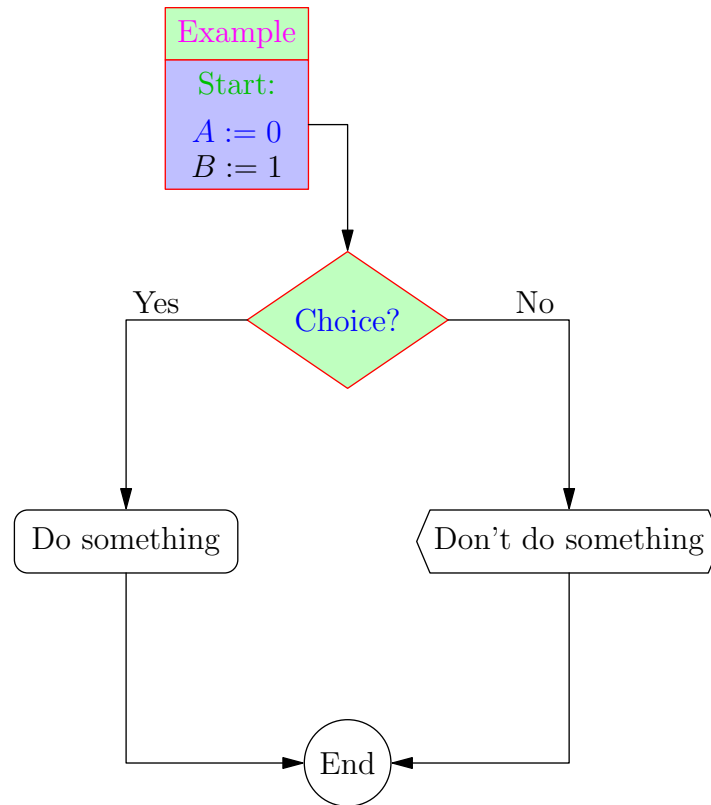 Example
Start:
A := 0
B := 1
Yes
No
Choice?
Do something
Don't do something
End